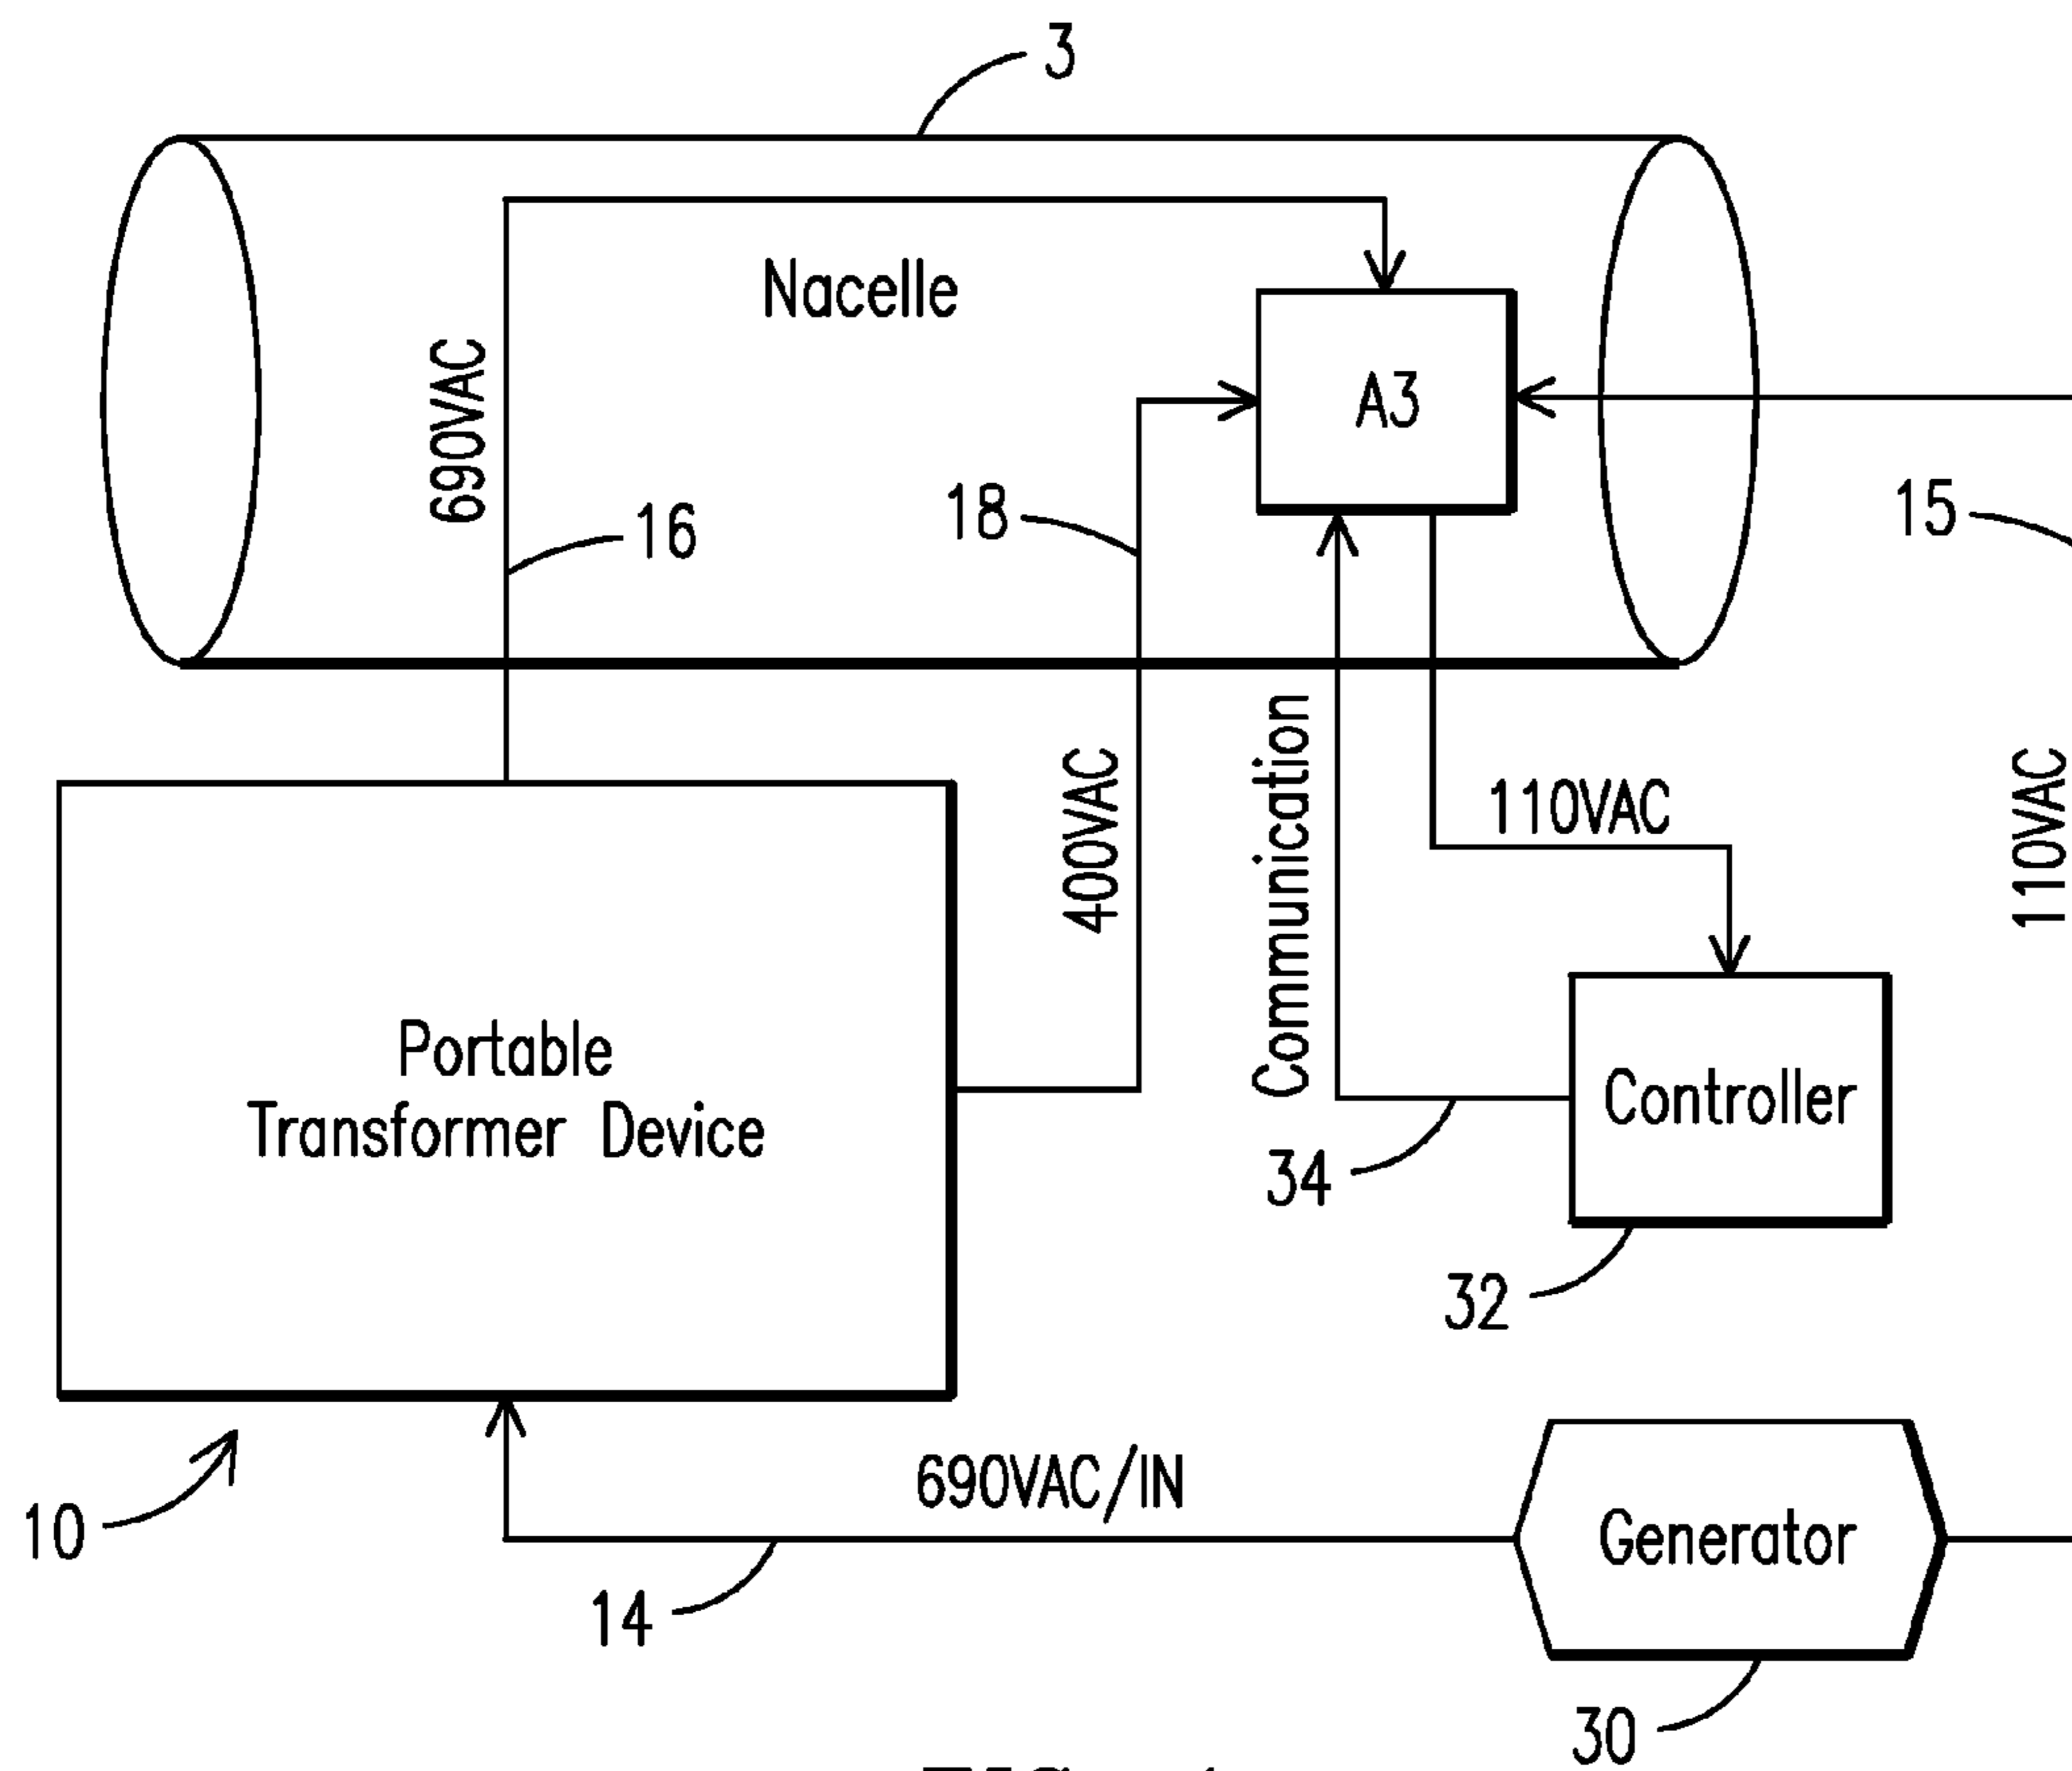 3
Nacelle
A3
690VAC
16
18
15
400VAC
Communication
110VAC
110VAC
Portable
Transformer Device
Controller
34
32
10
690VAC/IN
Generator
14
30